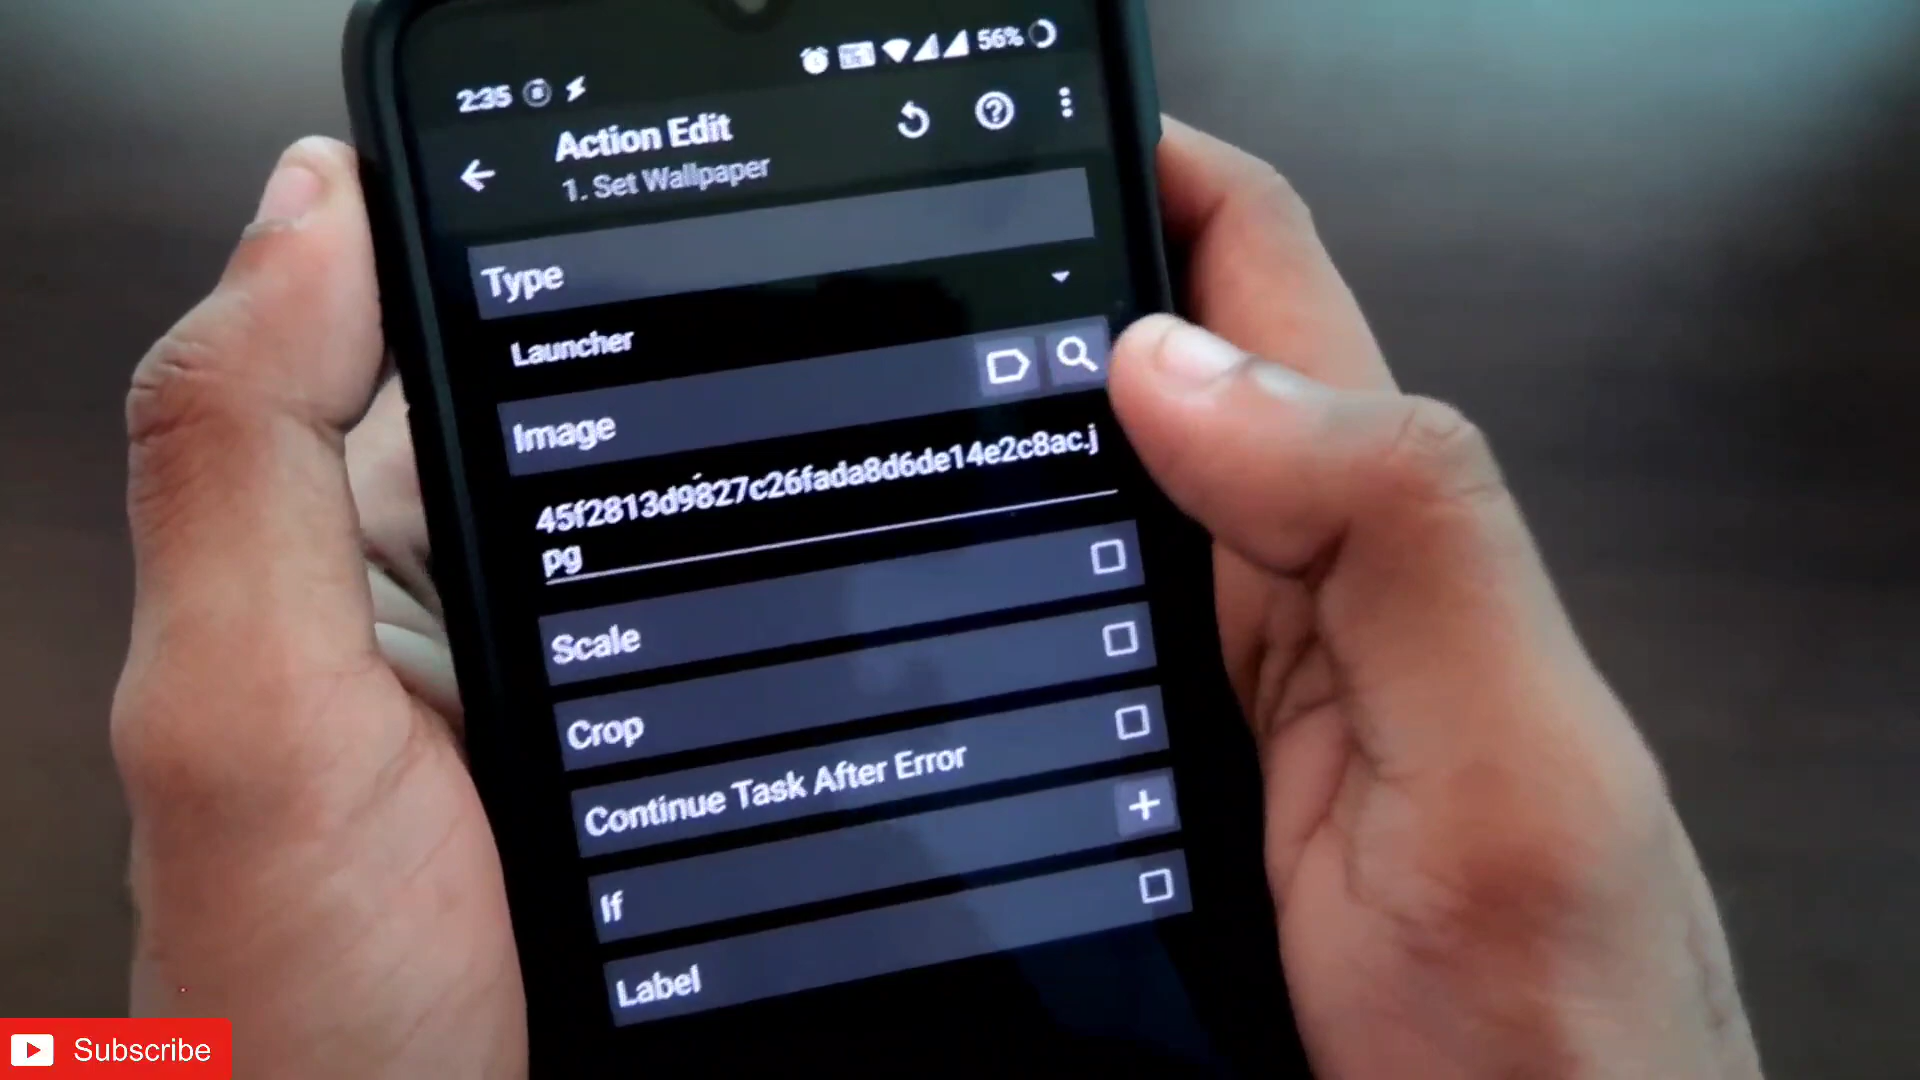 2:35 56%
Action Edit
1. Set Wallpaper
Type
Launcher
Image
45f2813d9827c26fada8d6de14e2c8ac.j
pg
Scale
Crop
Continue Task After Error
If
Label
Subscribe